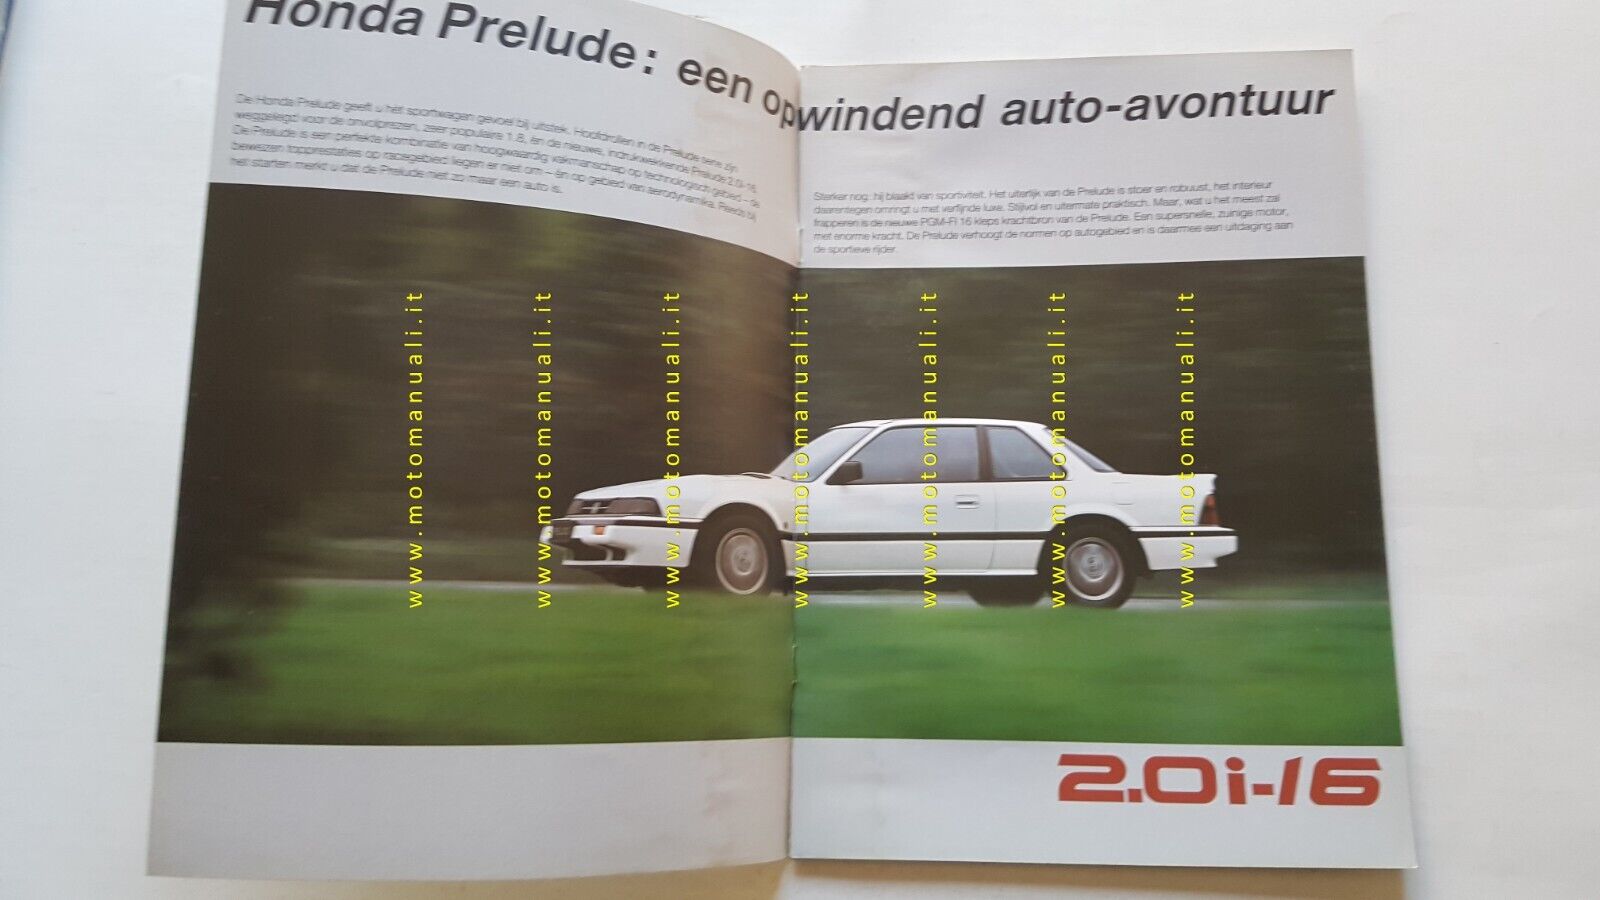 Honda Prelude: een opwindend auto-avontuur
De Honda Prelude geeft u hét sportwagen gevoel bij uitstek. Hoofdrollen in de Prelude serie zijn
weggelegd voor de onvolprezen, zeer populaire 1.8, én de nieuwe, indrukwekkende Prelude 2.0i-16.
De Prelude is een perfekte kombinatie van hoogwaardig vakmanschap op technologisch gebied – de
bewezen topprestaties op racegebied liegen er niet om – én op gebied van aerodynamika. Reeds bij
het starten merkt u dat de Prelude niet zo maar een auto is.
Sterker nog: hij blaakt van sportiviteit. Het uiterlijk van de Prelude is stoer en robuust, het interieur
daarentegen omringt u met verfijnde luxe. Stijlvol en uitermate praktisch. Maar, wat u het meest zal
frapperen is de nieuwe PGM-FI 16 kleps krachtbron van de Prelude. Een supersnelle, zuinige motor,
met enorme kracht. De Prelude verhoogt de normen op autogebied en is daarmee een uitdaging aan
de sportieve rijder.
www.motomanuali.it
www.motomanuali.it
www.motomanuali.it
www.motomanuali.it
www.motomanuali.it
www.motomanuali.it
www.motomanuali.it
2.0i-16